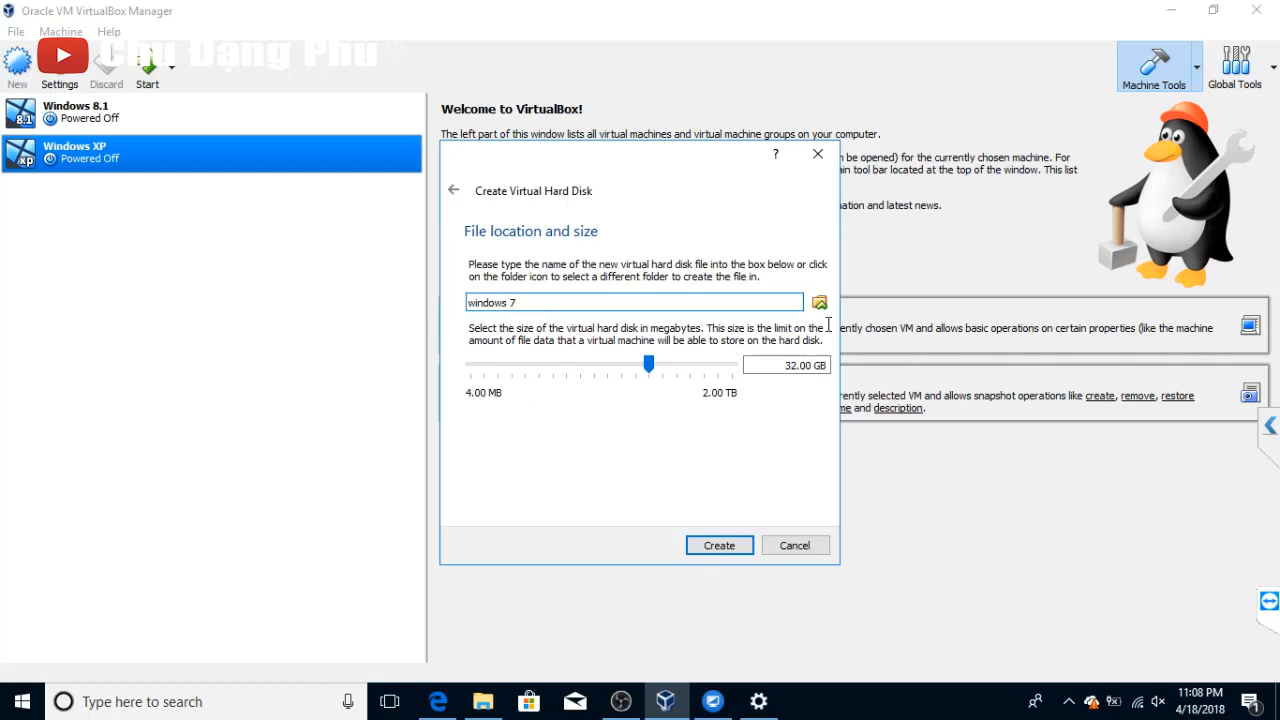 Oracle VM VirtualBox Manager
File Machine Help
Chu Đặng Phú
New Settings Discard Start
Machine Tools Global Tools
Windows 8.1
Powered Off
8.1
Windows XP
Powered Off
xp
Welcome to VirtualBox!
The left part of this window lists all virtual machines and virtual machine groups on your computer.
be opened) for the currently chosen machine. For
tool bar located at the top of the window. This list
and latest news.
?
Create Virtual Hard Disk
File location and size
Please type the name of the new virtual hard disk file into the box below or click
on the folder icon to select a different folder to create the file in.
windows 7
Select the size of the virtual hard disk in megabytes. This size is the limit on the
amount of file data that a virtual machine will be able to store on the hard disk.
32.00 GB
4.00 MB 2.00 TB
Create Cancel
chosen VM and allows basic operations on certain properties (like the machine
selected VM and allows snapshot operations like create, remove, restore
and description.
Type here to search
11:08 PM
4/18/2018
1